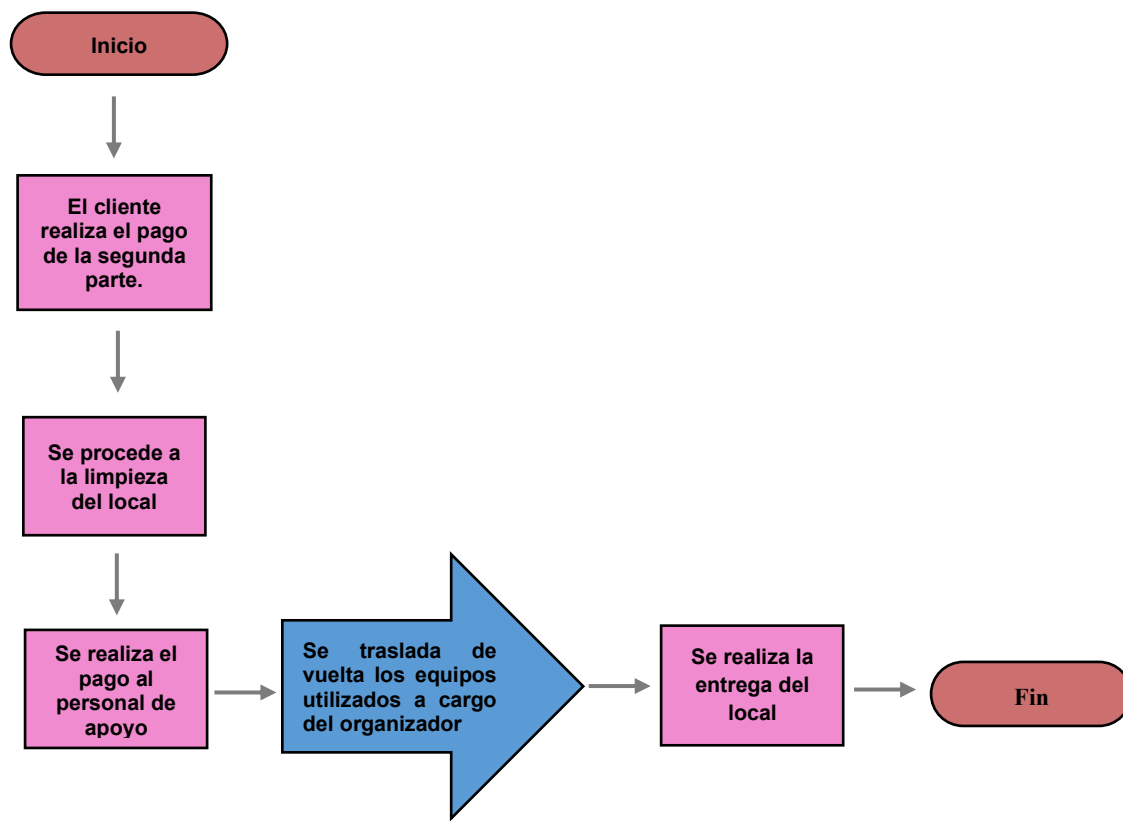 Inicio
El cliente
realiza el pago
de la segunda
parte.
Se procede a
la limpieza
del local
Se realiza el
pago al
personal de
apoyo
Se traslada de
vuelta los equipos
utilizados a cargo
del organizador
Se realiza la
entrega del
local
Fin